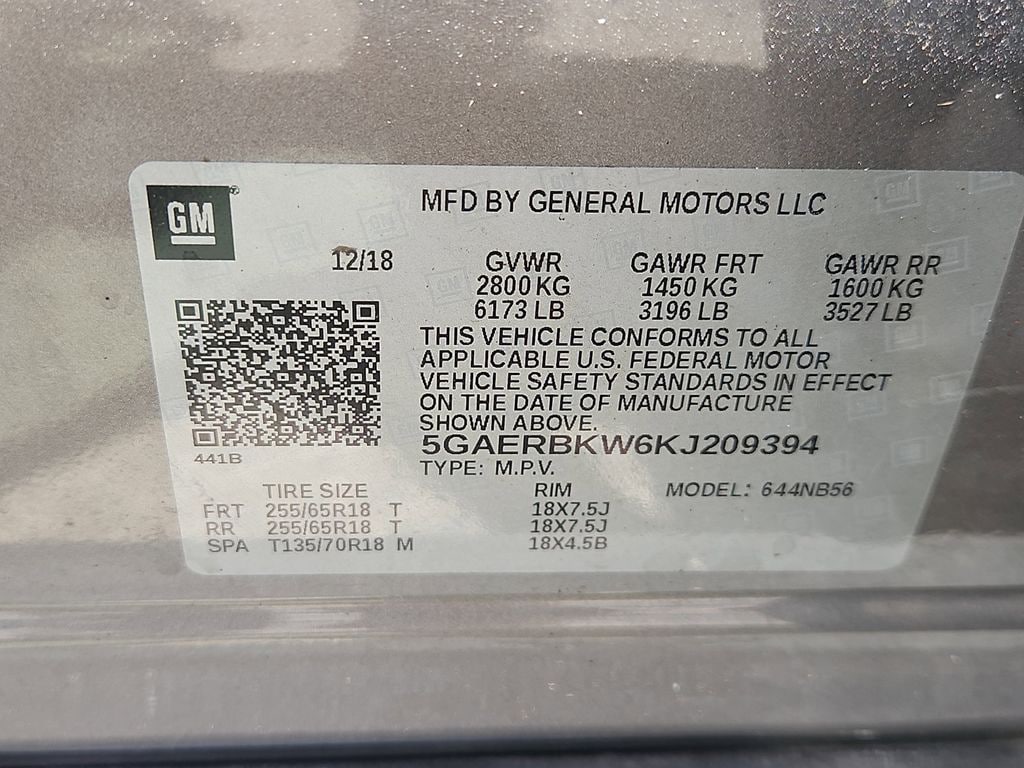 GM
MFD BY GENERAL MOTORS LLC
12/18 GVWR GAWR FRT GAWR RR
2800 KG 1450 KG 1600 KG
6173 LB 3196 LB 3527 LB
THIS VEHICLE CONFORMS TO ALL
APPLICABLE U.S. FEDERAL MOTOR
VEHICLE SAFETY STANDARDS IN EFFECT
ON THE DATE OF MANUFACTURE
SHOWN ABOVE.
5GAERBKW6KJ209394
441B
TYPE: M.P.V.
TIRE SIZE RIM MODEL: 644NB56
FRT 255/65R18 T 18X7.5J
RR 255/65R18 T 18X7.5J
SPA T135/70R18 M 18X4.5B